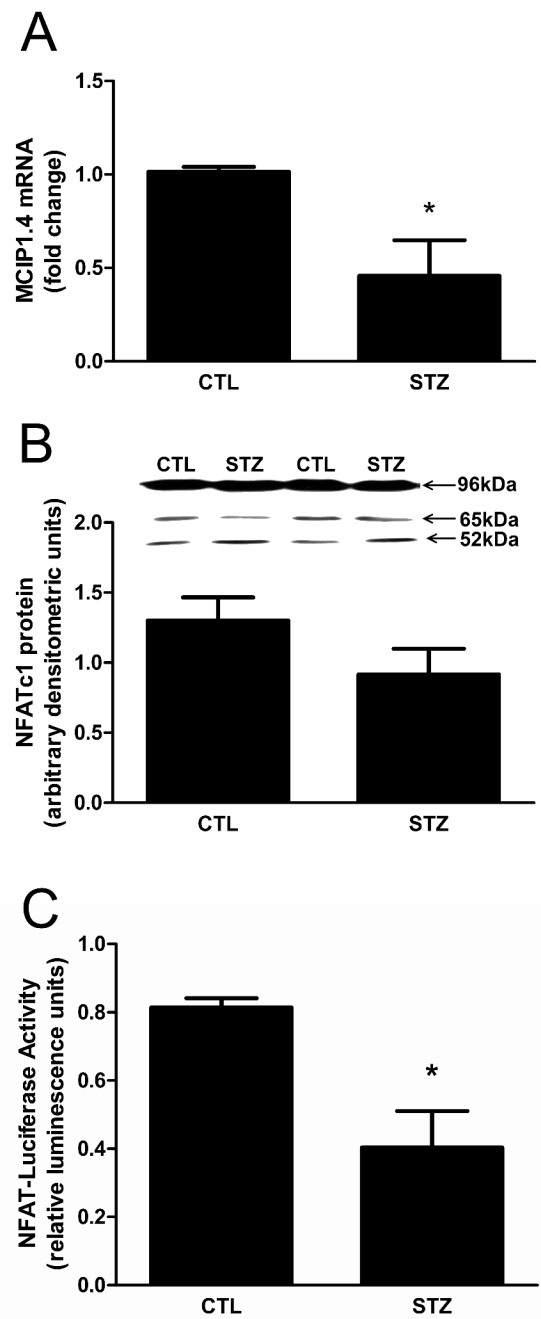 A
MCIP1.4 mRNA
(fold change)
1.5
1.0
0.5
0.0
*
CTL
STZ
B
CTL STZ CTL STZ
96kDa
65kDa
52kDa
NFATc1 protein
(arbitrary densitometric units)
2.0
1.5
1.0
0.5
0.0
CTL
STZ
C
NFAT-Luciferase Activity
(relative luminescence units)
1.0
0.8
0.6
0.4
0.2
0.0
*
CTL
STZ